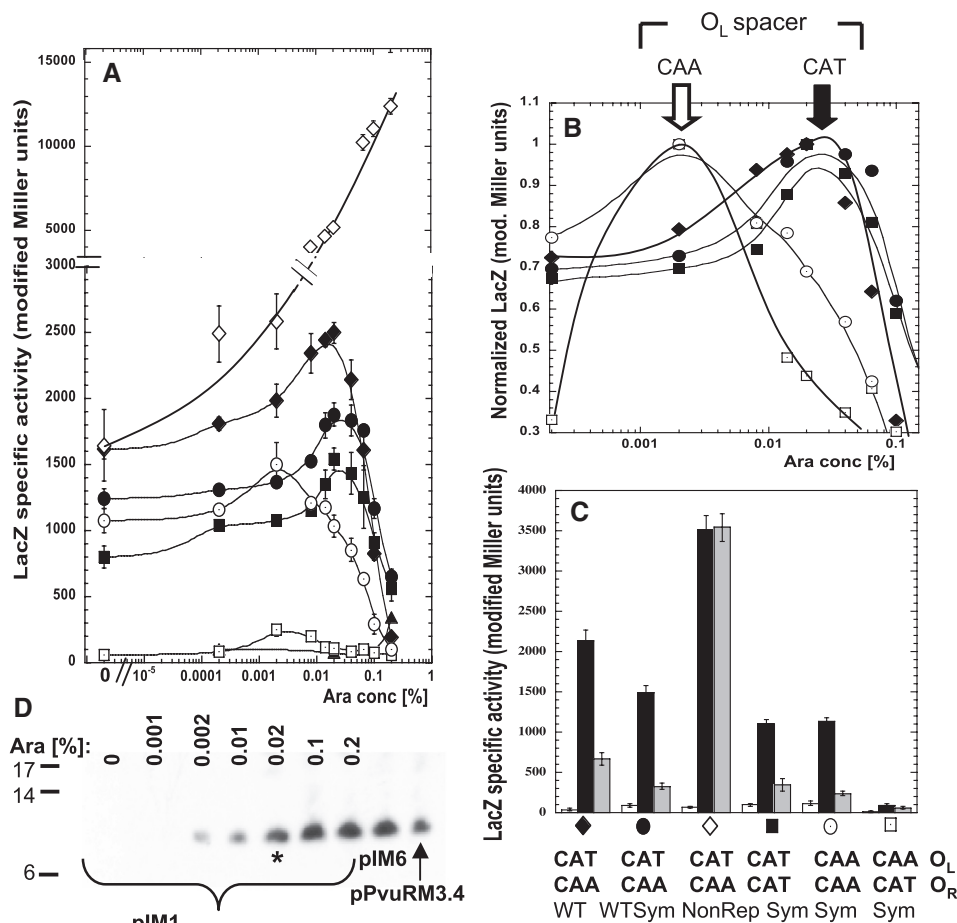 O_L spacer
CAA CAT
A
LacZ specific activity (modified Miller units)
15000
10000
5000
3000
2500
2000
1500
1000
500
0
0 10^-5 0.0001 0.001 0.01 0.1 1
Ara conc [%]
B
Normalized LacZ (mod. Miller units)
1.1
1
0.9
0.8
0.7
0.6
0.5
0.4
0.3
0.001 0.01 0.1
Ara conc [%]
C
LacZ specific activity (modified Miller units)
4000
3500
3000
2500
2000
1500
1000
500
0
CAT CAT CAT CAT CAA CAA O_L
CAA CAA CAA CAT CAA CAT O_R
WT WTSym NonRep Sym Sym Sym
D
Ara [%]: 0 0.001 0.002 0.01 0.02 0.1 0.2
17
14
6
*
pIM6
pPvuRM3.4
pIM1